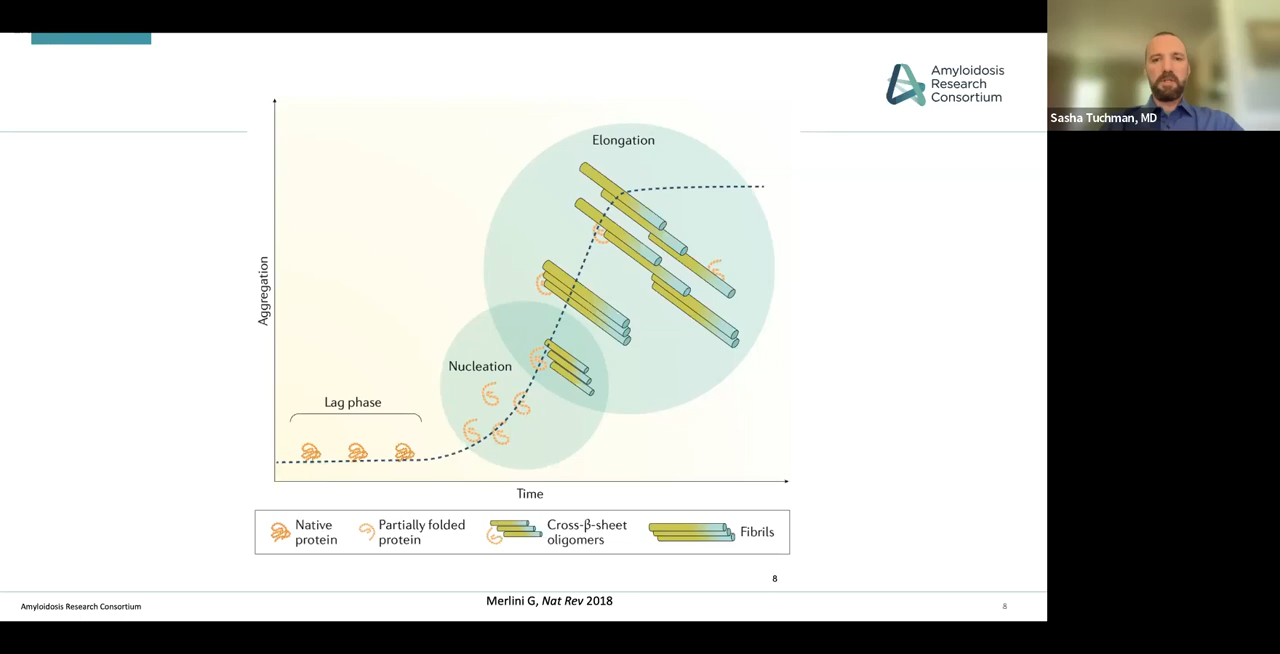 Amyloidosis
Research
Consortium
Sasha Tuchman, MD
Elongation
Aggregation
Nucleation
Lag phase
Time
Native
protein
Partially folded
protein
Cross-β-sheet
oligomers
Fibrils
8
Merlini G, Nat Rev 2018
Amyloidosis Research Consortium
8